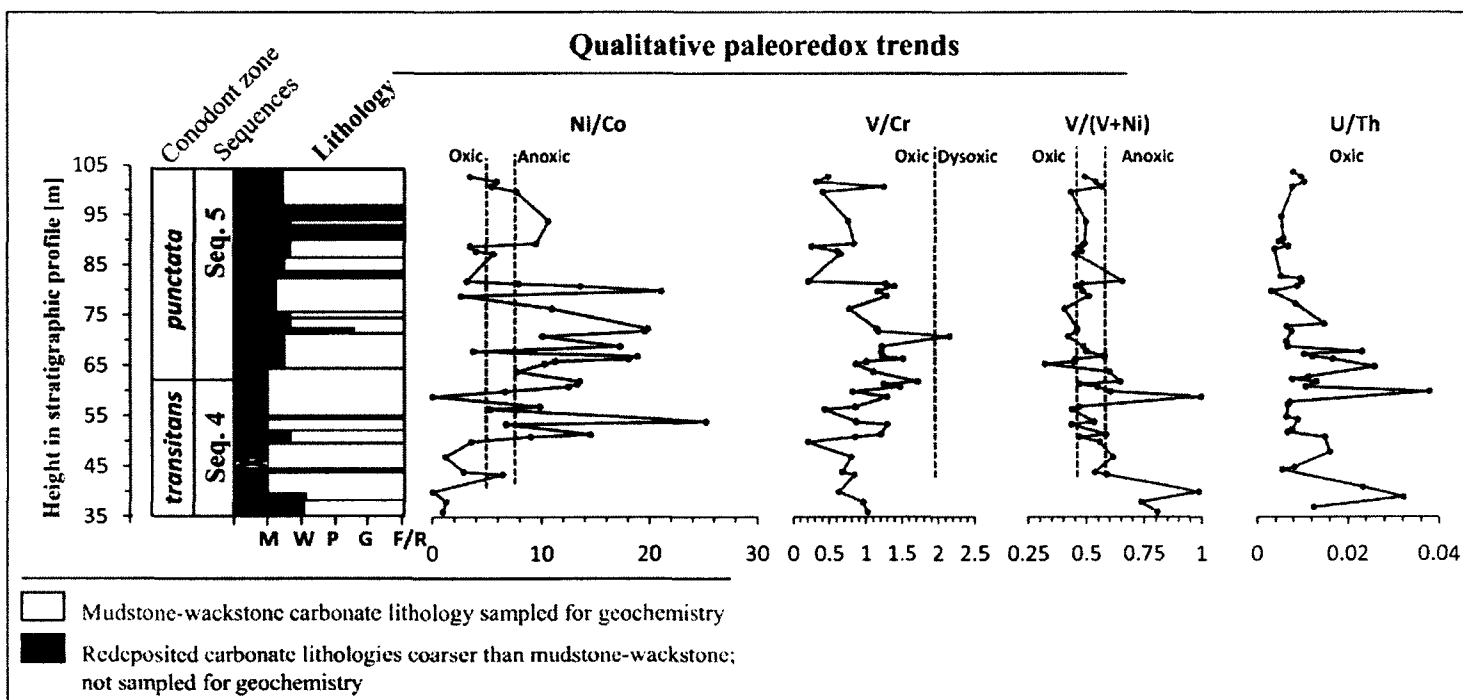 Qualitative paleoredox trends
Conodont zone
Sequences
Lithology
Ni/Co
V/Cr
V/(V+Ni)
U/Th
Oxic
Anoxic
Oxic
Dysoxic
Oxic
Anoxic
Oxic
Height in stratigraphic profile [m]
105
95
85
75
65
55
45
35
punctata
transitans
Seq. 5
Seq. 4
M W P G F/R
0 10 20 30
0 0.5 1 1.5 2 2.5
0.25 0.5 0.75 1
0 0.02 0.04
Mudstone-wackstone carbonate lithology sampled for geochemistry
Redeposited carbonate lithologies coarser than mudstone-wackstone;
not sampled for geochemistry